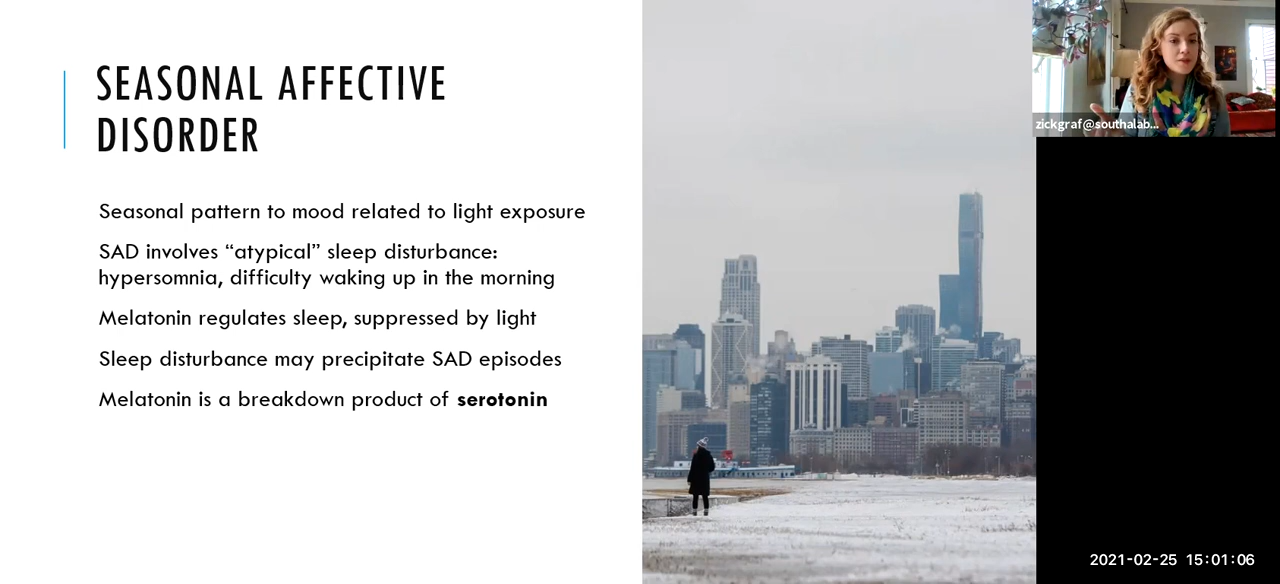 SEASONAL AFFECTIVE
DISORDER
Seasonal pattern to mood related to light exposure
SAD involves “atypical” sleep disturbance:
hypersomnia, difficulty waking up in the morning
Melatonin regulates sleep, suppressed by light
Sleep disturbance may precipitate SAD episodes
Melatonin is a breakdown product of serotonin
zickgraf@southalab...
2021-02-25 15:01:06